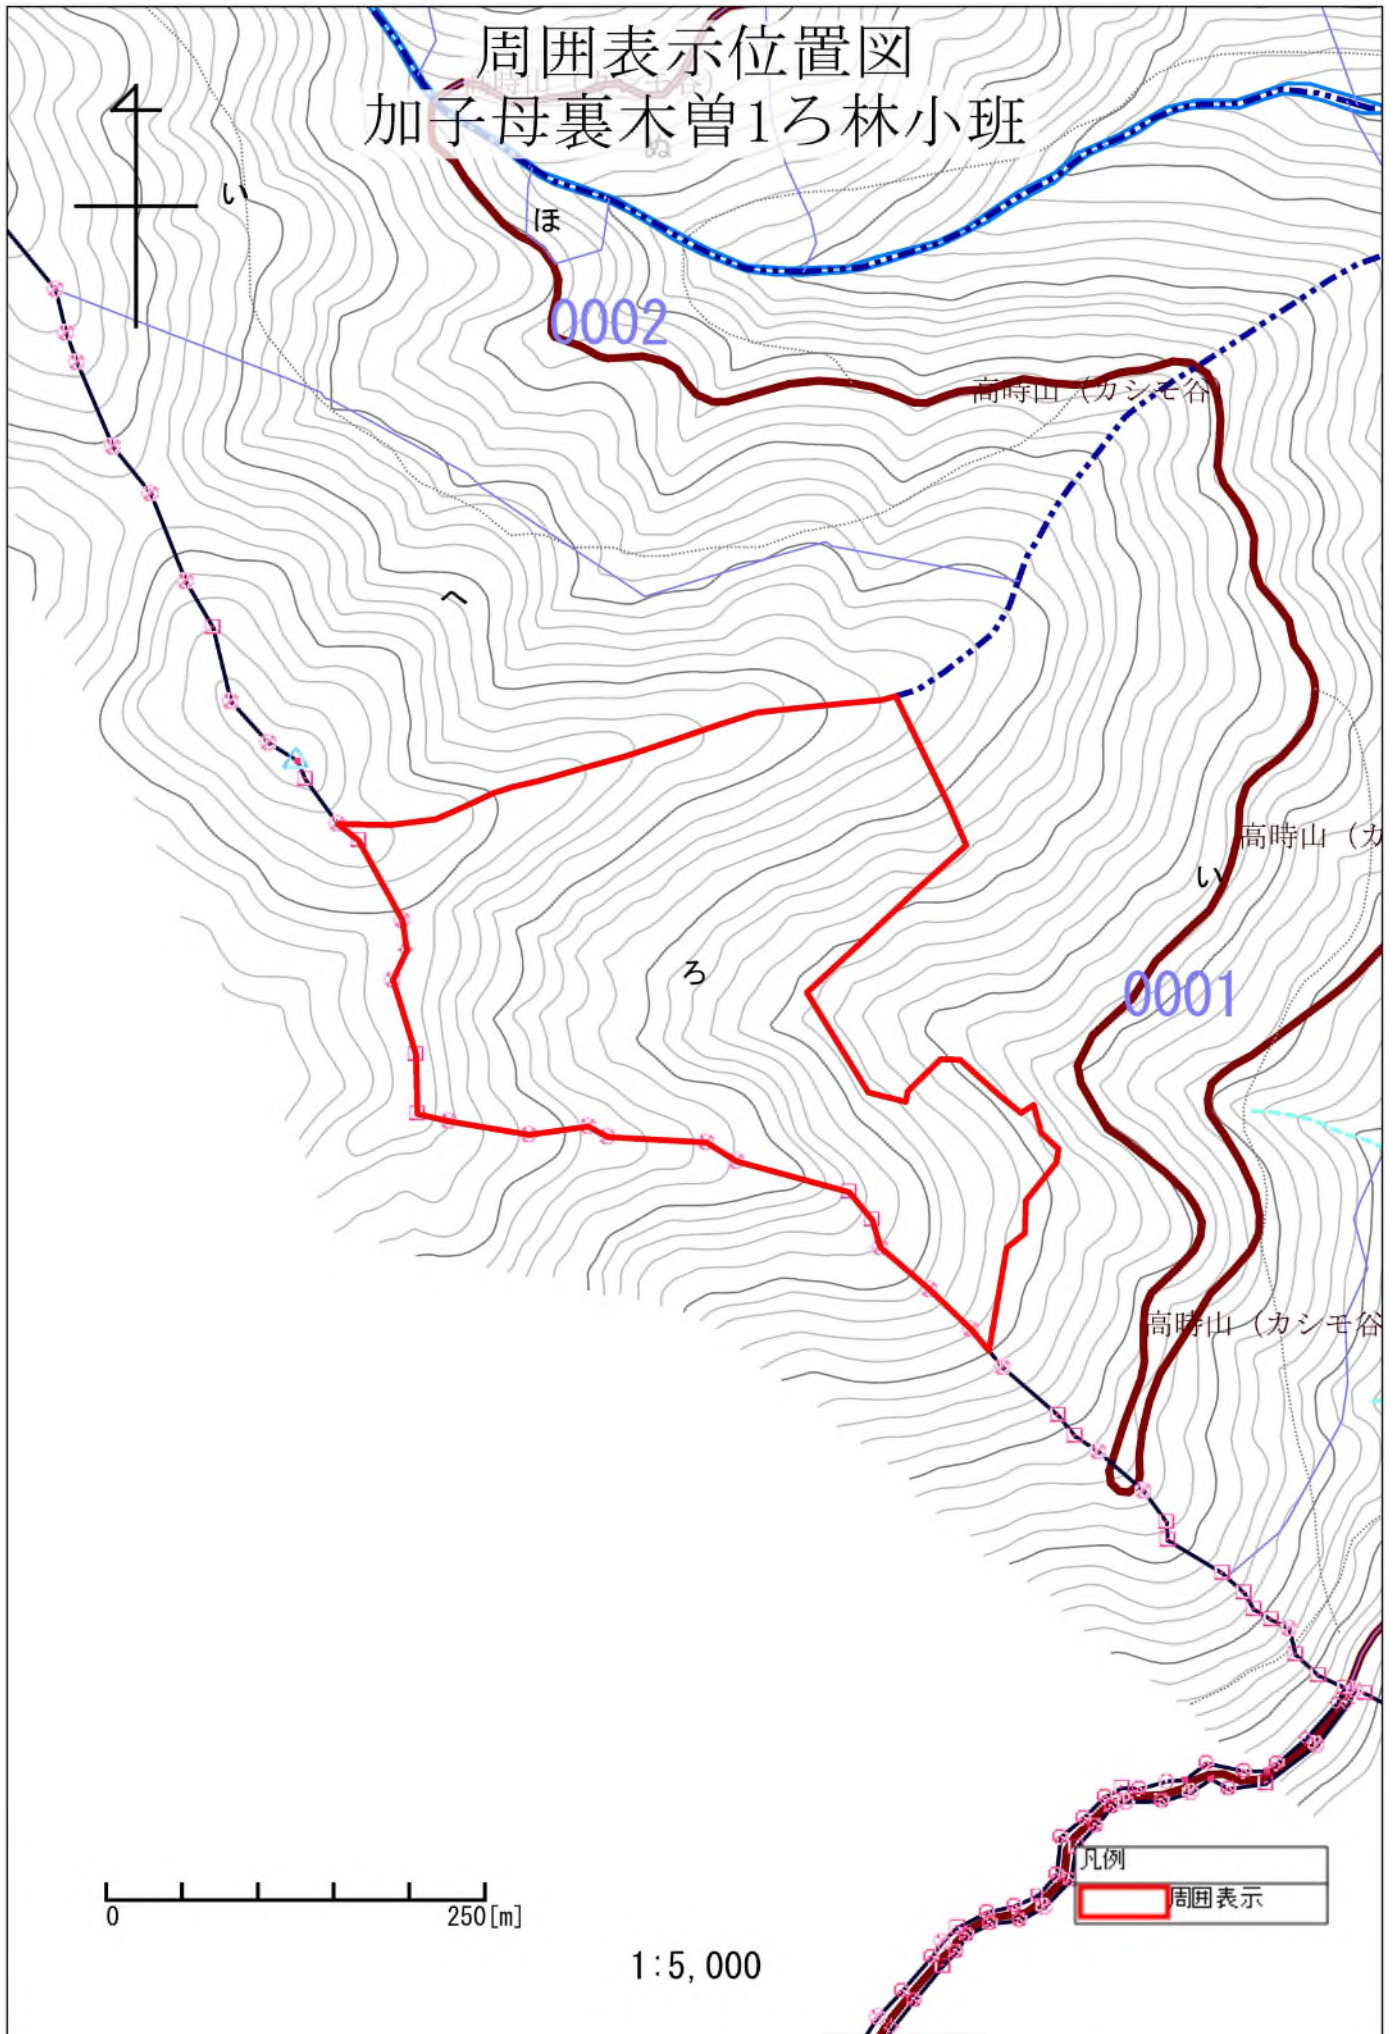 周囲表示位置図
加子母裏木曽1ろ林小班
ぬ
い
ほ
0002
高時山（カシモ谷）
へ
高時山（カ
い
ろ
0001
高時山（カシモ谷
凡例
周囲表示
0
250[m]
1:5,000